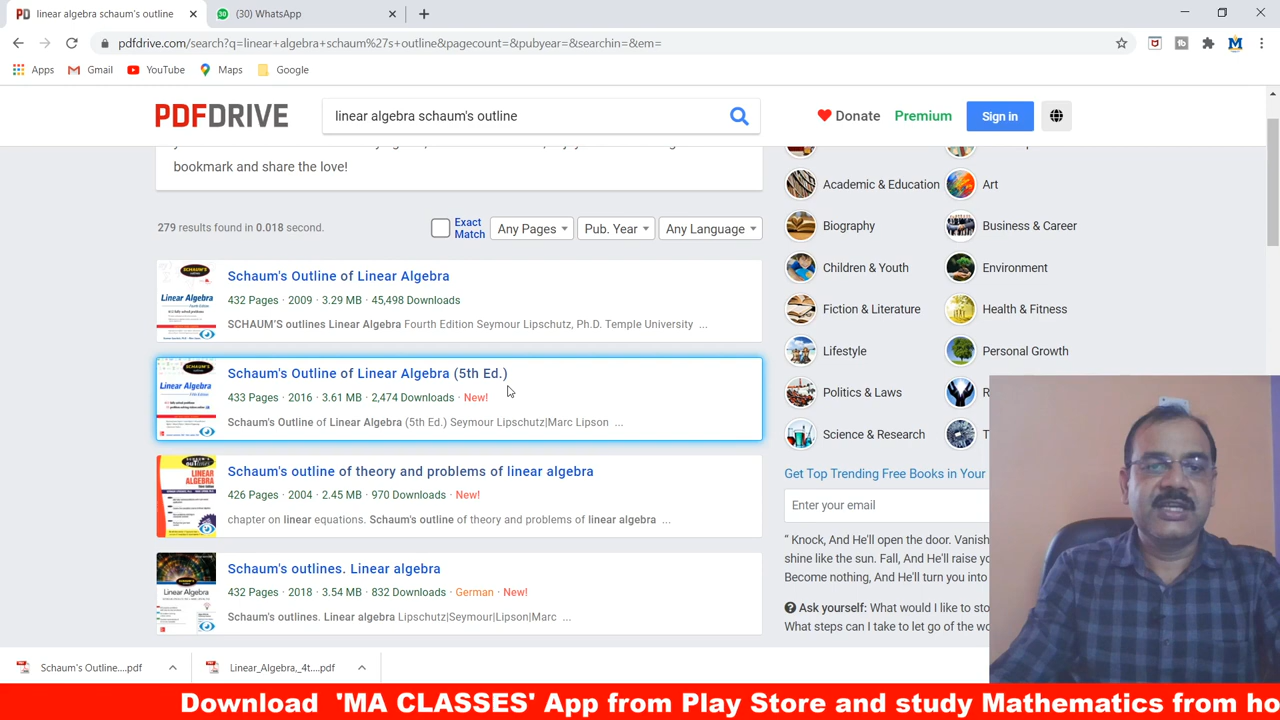 linear algebra schaum's outline
(30) WhatsApp
pdfdrive.com/search?q=linear+algebra+schaum%27s+outline&pagecount=&pubyear=&searchin=&em=
Apps
Gmail
YouTube
Maps
Google
PDFDRIVE
linear algebra schaum's outline
Donate
Premium
Sign in
bookmark and share the love!
279 results found in 0.018 second.
Exact
Match
Any Pages
Pub. Year
Any Language
Schaum's Outline of Linear Algebra
432 Pages · 2009 · 3.29 MB · 45,498 Downloads
SCHAUM'S outlines Linear Algebra Fourth Edition Seymour Lipschutz, Ph.D. Temple University ...
Schaum's Outline of Linear Algebra (5th Ed.)
433 Pages · 2016 · 3.61 MB · 2,474 Downloads · New!
Schaum's Outline of Linear Algebra (5th Ed.) Seymour Lipschutz|Marc Lipson ...
Schaum's outline of theory and problems of linear algebra
426 Pages · 2004 · 970 Downloads · New!
chapter on linear equations. Schaum's outline of theory and problems of linear algebra ...
Schaum's outlines. Linear algebra
432 Pages · 2018 · 3.54 MB · 832 Downloads · German · New!
Schaum's outlines. Linear algebra Lipschutz|Seymour|Lipson|Marc ...
Academic & Education
Art
Biography
Business & Career
Children & Youth
Environment
Fiction & Literature
Health & Fitness
Lifestyle
Personal Growth
Politics & Laws
Science & Research
Get Top Trending Free Books in Your
Enter your email
“ Knock, And He'll open the door. Vanish
shine like the sun. Fall, And He'll raise yo
Become nothing, And He'll turn you into
Ask yourself: What would I like to sto
What steps can I take to let go of the wo
Schaum's Outline....pdf
Linear_Algebra,_4t....pdf
Download 'MA CLASSES' App from Play Store and study Mathematics from ho